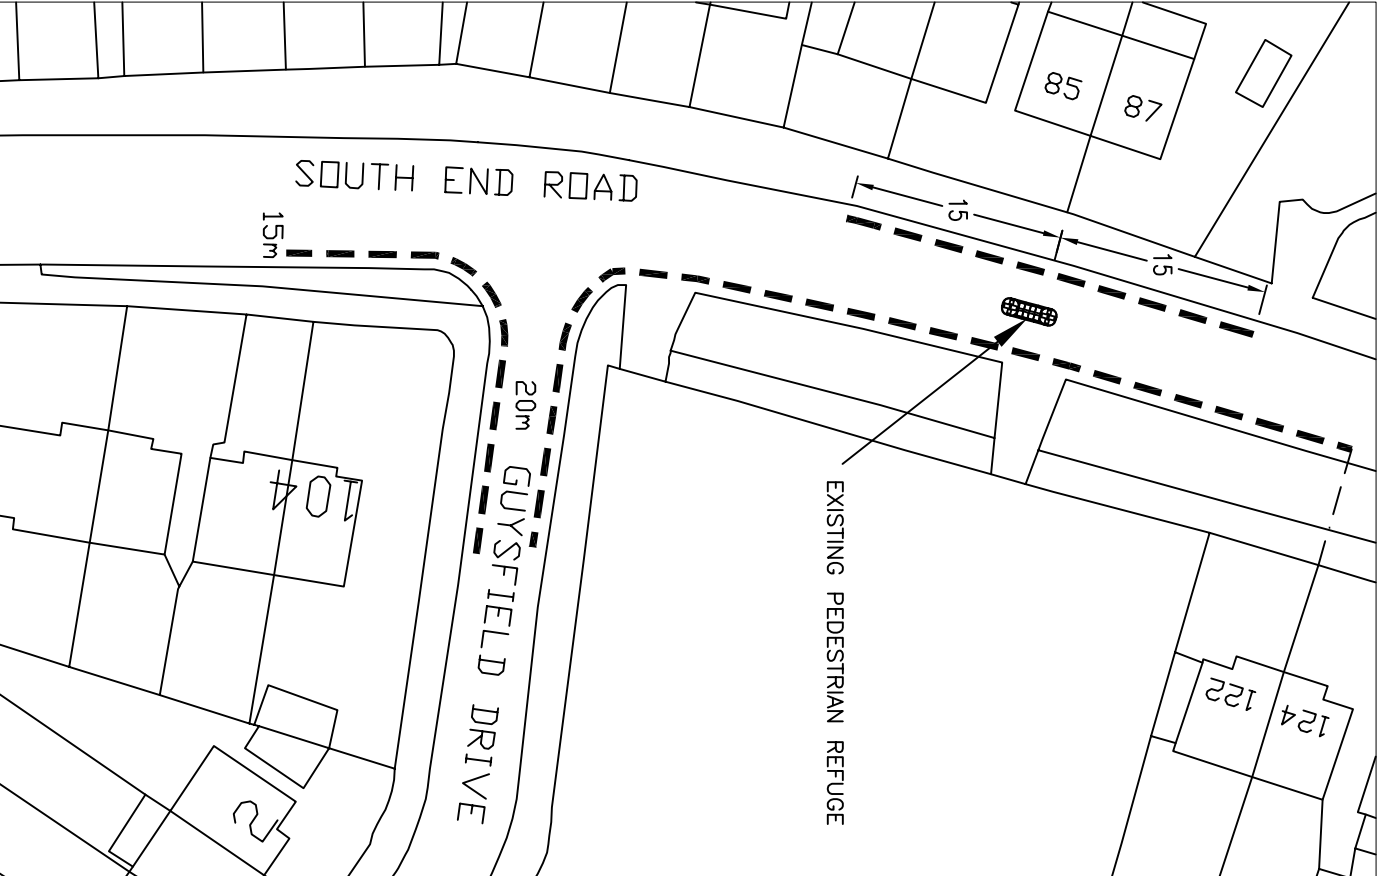 85
87
SOUTH END ROAD
15
15
15m
20m
GUYSFIELD DRIVE
EXISTING PEDESTRIAN REFUGE
104
122
124
2